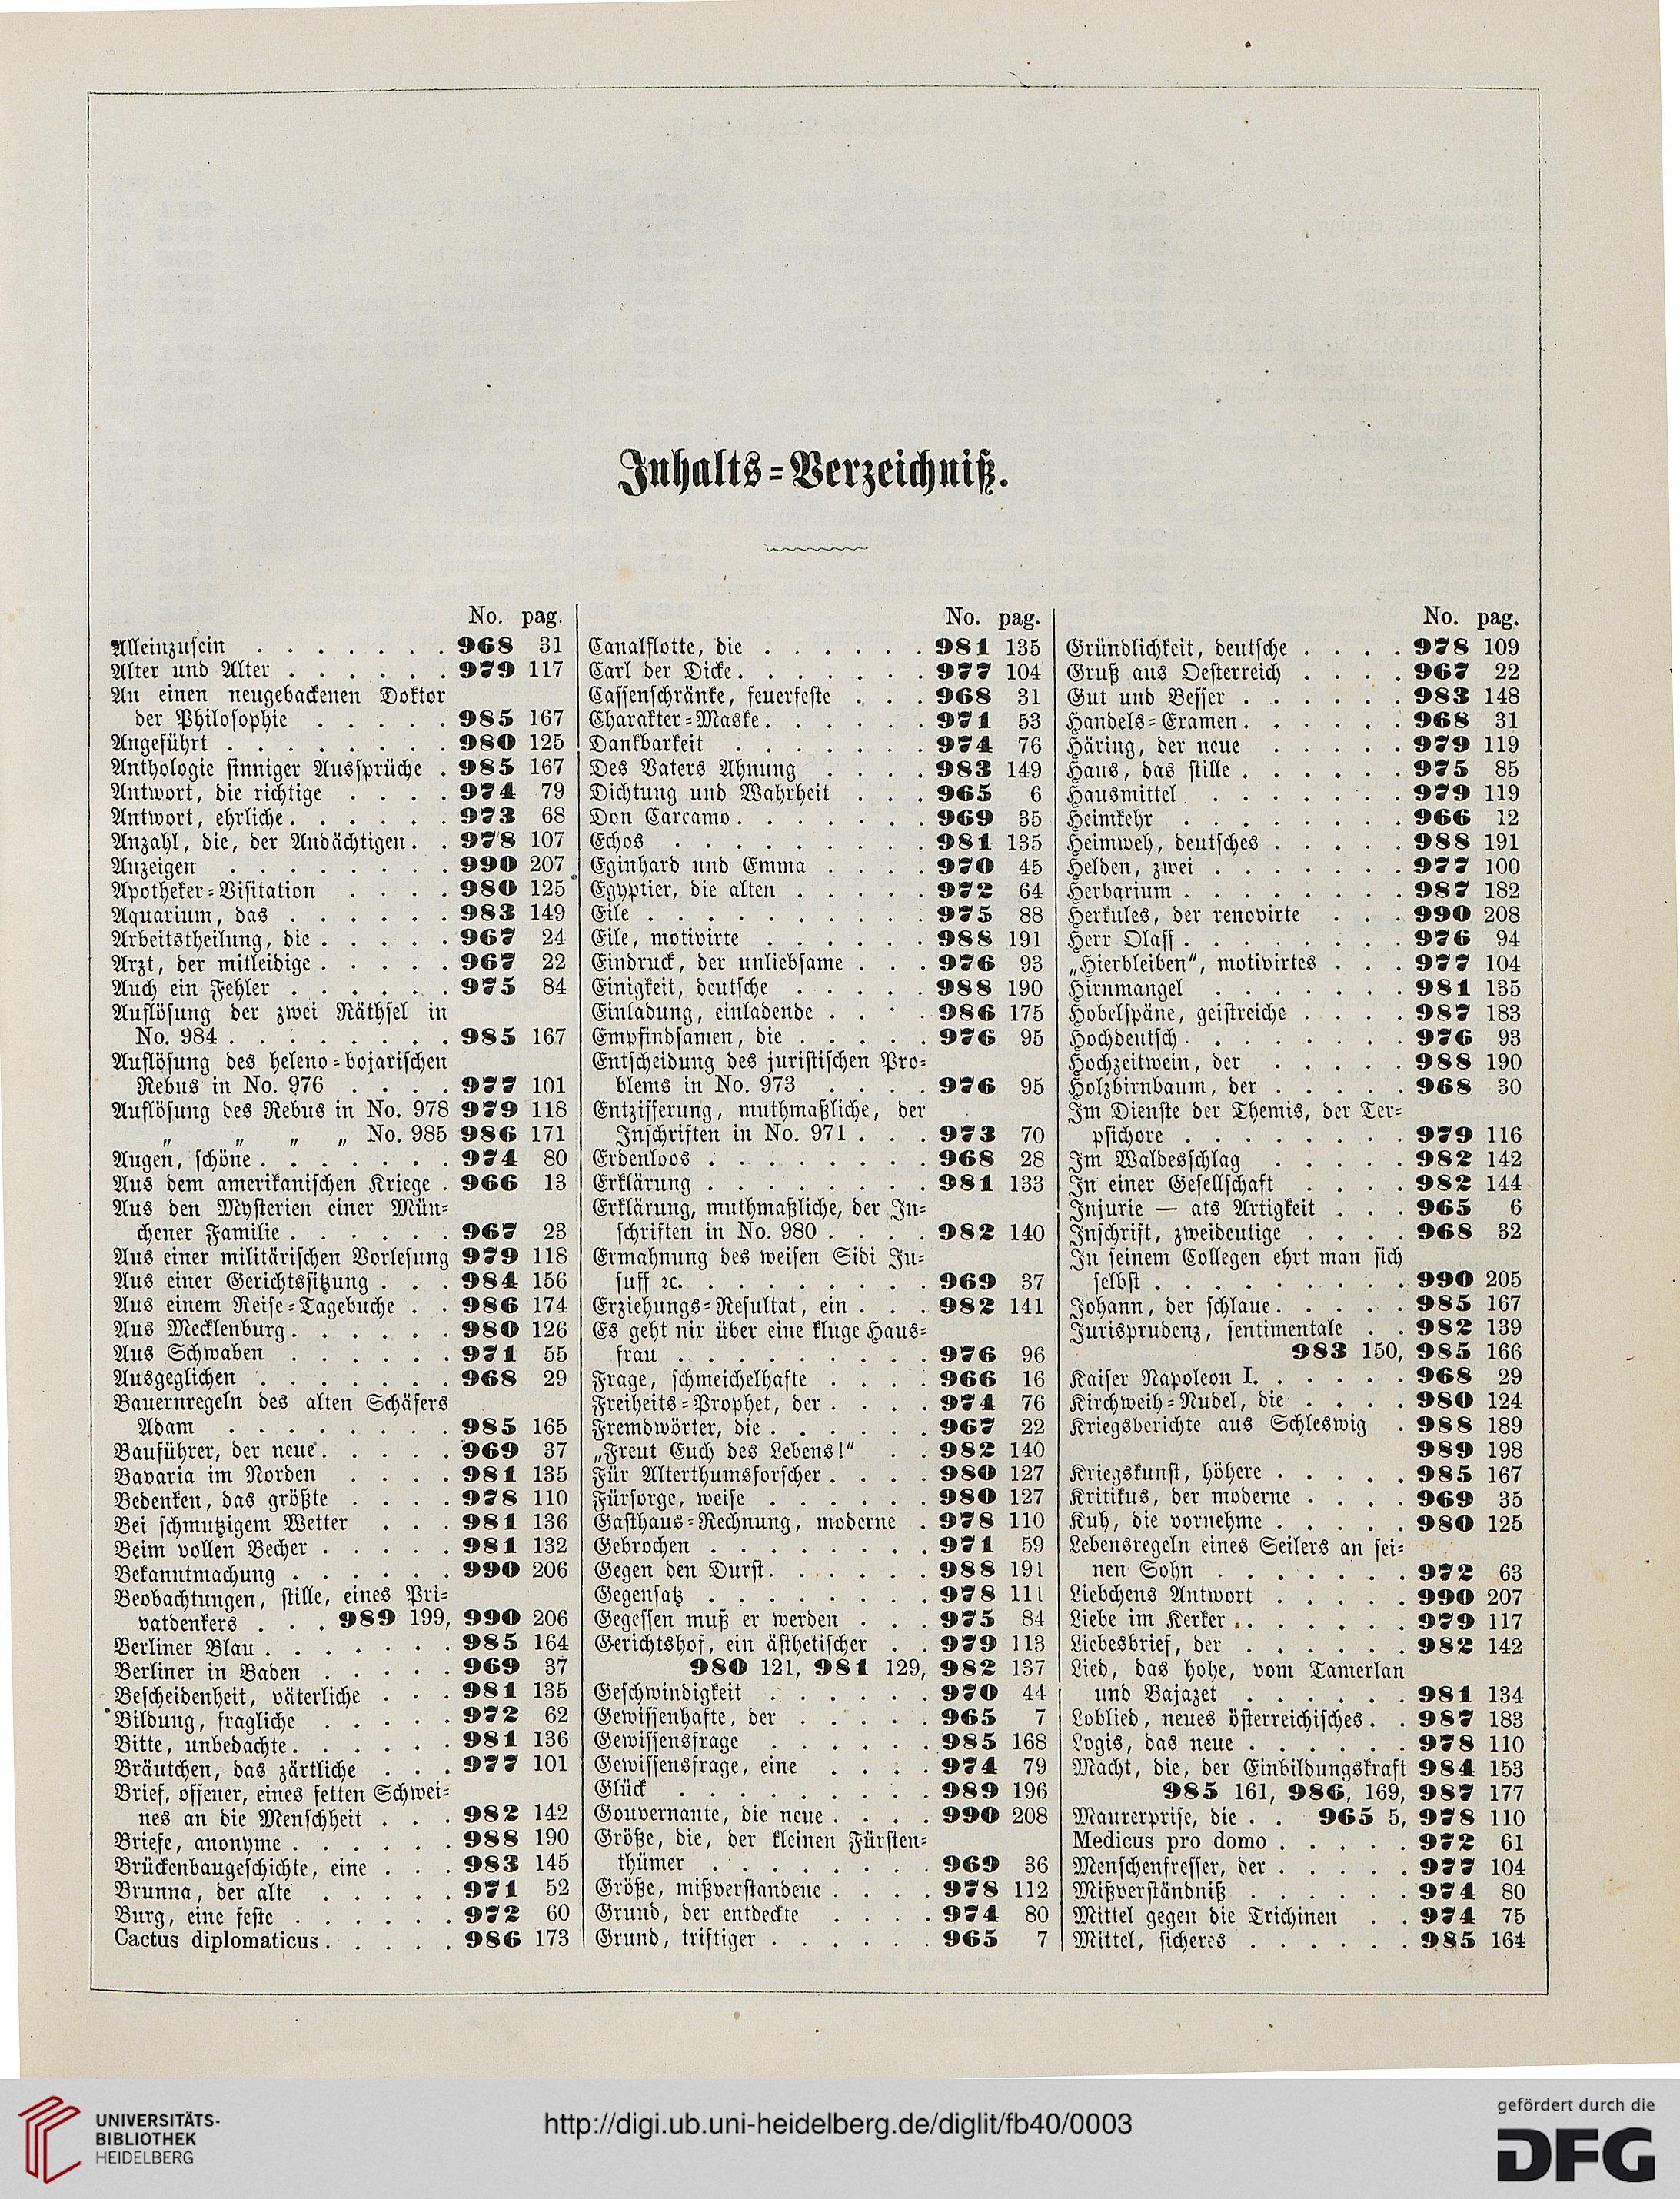 Inhalts=Verzeichniß.
No. pag.
Alleinzusein . . . . . . . 968 31
Alter und Alter . . . . . . 979 117
An einen neugebackenen Doktor
der Philosophie . . . . . 985 167
Angeführt . . . . . . . . 980 125
Anthologie sinniger Aussprüche . 985 167
Antwort, die richtige . . . . 974 79
Antwort, ehrliche . . . . . . 973 68
Anzahl, die, der Andächtigen . . 978 107
Anzeigen . . . . . . . . 990 207
Apotheker=Visitation . . . . 980 125
Aquarium, das . . . . . . 983 149
Arbeitstheilung, die . . . . . 967 24
Arzt, der mitleidige . . . . . 967 22
Auch ein Fehler . . . . . . 975 84
Auflösung der zwei Räthsel in
No. 984 . . . . . . . . 985 167
Auflösung des heleno=bojarischen
Rebus in No. 976 . . . . 977 101
Auflösung des Rebus in No. 978 979 118
„ „ „ „ No. 985 986 171
Augen, schöne . . . . . . . 974 80
Aus dem amerikanischen Kriege . 966 13
Aus den Mysterien einer Mün=
chener Familie . . . . . . 967 23
Aus einer militärischen Vorlesung 979 118
Aus einer Gerichtssitzung . . . 984 156
Aus einem Reise=Tagebuche . . 986 174
Aus Mecklenburg . . . . . . 980 126
Aus Schwaben . . . . . . 971 55
Ausgeglichen . . . . . . . 968 29
Bauernregeln des alten Schäfers
Adam . . . . . . . . 985 165
Bauführer, der neue . . . . . 969 37
Bavaria im Norden . . . . 981 135
Bedenken, das größte . . . . 978 110
Bei schmutzigem Wetter . . . 981 136
Beim vollen Becher . . . . . 981 132
Bekanntmachung . . . . . . 990 206
Beobachtungen, stille, eines Pri=
vatdenkers . . . 989 199, 990 206
Berliner Blau . . . . . . . 985 164
Berliner in Baden . . . . . 969 37
Bescheidenheit, väterliche . . . 981 135
Bildung, fragliche . . . . . 972 62
Bitte, unbedachte . . . . . . 981 136
Bräutchen, das zärtliche . . . 977 101
Brief, offener, eines fetten Schwei=
nes an die Menschheit . . . 982 142
Briefe, anonyme . . . . . . 988 190
Brückenbaugeschichte, eine . . . 983 145
Brunna, der alte . . . . . 971 52
Burg, eine feste . . . . . . 972 60
Cactus diplomaticus . . . . . 986 173
No. pag.
Canalflotte, die . . . . . . 981 135
Carl der Dicke . . . . . . . 977 104
Cassenschränke, feuerfeste . . . 968 31
Charakter=Maske . . . . . . 971 53
Dankbarkeit . . . . . . . 974 76
Des Vaters Ahnung . . . . 983 149
Dichtung und Wahrheit . . . 965 6
Don Carcamo . . . . . . . 969 35
Echos . . . . . . . . . 981 135
Eginhard und Emma . . . . 970 45
Egyptier, die alten . . . . . 972 64
Eile . . . . . . . . . . 975 88
Eile, motivirte . . . . . . 988 191
Eindruck, der unliebsame . . . 976 93
Einigkeit, deutsche . . . . . 988 190
Einladung, einladende . . . . 986 175
Empfindsamen, die . . . . . 976 95
Entscheidung des juristischen Pro=
blems in No. 973 . . . . 976 95
Entzifferung, muthmaßliche, der
Inschriften in No. 971 . . . 973 70
Erdenloos . . . . . . . . 968 28
Erklärung . . . . . . . . 981 133
Erklärung, muthmaßliche, der In=
schriften in No. 980 . . . . 982 140
Ermahnung des weisen Sidi Ju=
suff ꝛc. . . . . . . . . 969 37
Erziehungs=Resultat, ein . . . 982 141
Es geht nix über eine kluge Haus=
frau . . . . . . . . . 976 96
Frage, schmeichelhafte . . . . 966 16
Freiheits=Prophet, der . . . . 974 76
Fremdwörter, die . . . . . . 967 22
„Freut Euch des Lebens!“ . . 982 140
Für Alterthumsforscher . . . . 980 127
Fürsorge, weise . . . . . . 980 127
Gasthaus=Rechnung, moderne . 978 110
Gebrochen . . . . . . . . 971 59
Gegen den Durst . . . . . . 988 191
Gegensatz . . . . . . . . 978 111
Gegessen muß er werden . . . 975 84
Gerichtshof, ein ästhetischer . . 979 113
980 121, 981 129, 982 137
Geschwindigkeit . . . . . . 970 44
Gewissenhafte, der . . . . . 965 7
Gewissensfrage . . . . . . 985 168
Gewissensfrage, eine . . . . 974 79
Glück . . . . . . . . . 989 196
Gouvernante, die neue . . . . 990 208
Größe, die, der kleinen Fürsten=
thümer . . . . . . . . 969 36
Größe, mißverstandene . . . . 978 112
Grund, der entdeckte . . . . 974 80
Grund, triftiger . . . . . . 965 7
No. pag.
Gründlichkeit, deutsche . . . . 978 109
Gruß aus Oesterreich . . . . 967 22
Gut und Besser . . . . . . 983 148
Handels=Examen . . . . . . 968 31
Häring, der neue . . . . . 979 119
Haus, das stille . . . . . . 975 85
Hausmittel . . . . . . . . 979 119
Heimkehr . . . . . . . . 966 12
Heimweh, deutsches . . . . . 988 191
Helden, zwei . . . . . . . 977 100
Herbarium . . . . . . . . 987 182
Herkules, der renovirte . . . 990 208
Herr Olaff . . . . . . . . 976 94
„Hierbleiben“, motivirtes . . . 977 104
Hirnmangel . . . . . . . 981 135
Hobelspäne, geistreiche . . . . 987 183
Hochdeutsch . . . . . . . . 976 93
Hochzeitwein, der . . . . . 988 190
Holzbirnbaum, der . . . . . 968 30
Im Dienste der Themis, der Ter=
psichore . . . . . . . . 979 116
Im Waldesschlag . . . . . 982 142
In einer Gesellschaft . . . . 982 144
Injurie — als Artigkeit . . . 965 6
Inschrift, zweideutige . . . . 968 32
In seinem Collegen ehrt man sich
selbst . . . . . . . . . 990 205
Johann, der schlaue . . . . . 985 167
Jurisprudenz, sentimentale . . 982 139
983 150, 985 166
Kaiser Napoleon I. . . . . . 968 29
Kirchweih=Nudel, die . . . . 980 124
Kriegsberichte aus Schleswig . 988 189
989 198
Kriegskunst, höhere . . . . . 985 167
Kritikus, der moderne . . . . 969 35
Kuh, die vornehme . . . . . 980 125
Lebensregeln eines Seilers an sei=
nen Sohn . . . . . . . 972 63
Liebchens Antwort . . . . . 990 207
Liebe im Kerker . . . . . . 979 117
Liebesbrief, der . . . . . . 982 142
Lied, das hohe, vom Tamerlan
und Bajazet . . . . . . 981 134
Loblied, neues österreichisches . . 987 183
Logis, das neue . . . . . . 978 110
Macht, die, der Einbildungskraft 984 153
985 161, 986, 169, 987 177
Maurerprise, die . . 965 5, 978 110
Medicus pro domo . . . . . 972 61
Menschenfresser, der . . . . . 977 104
Mißverständniß . . . . . . 974 80
Mittel gegen die Trichinen . . 974 75
Mittel, sicheres . . . . . . 985 164
UNIVERSITÄTS-
BIBLIOTHEK
HEIDELBERG
http://digi.ub.uni-heidelberg.de/diglit/fb40/0003
gefördert durch die
DFG